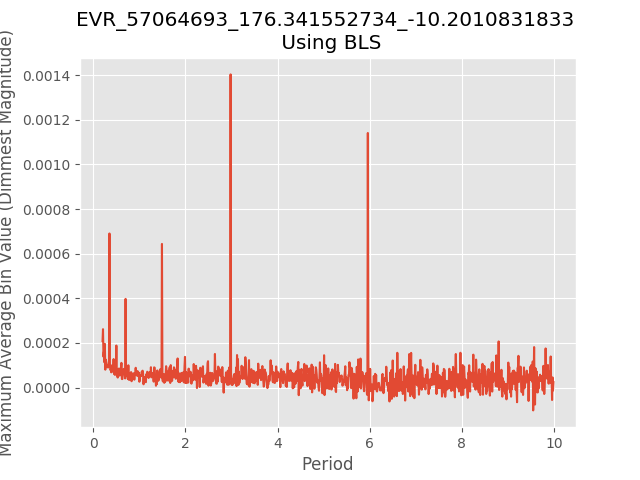 EVR_57064693_176.341552734_-10.2010831833
Using BLS
Maximum Average Bin Value (Dimmest Magnitude)
0.0014
0.0012
0.0010
0.0008
0.0006
0.0004
0.0002
0.0000
0 2 4 6 8 10
Period